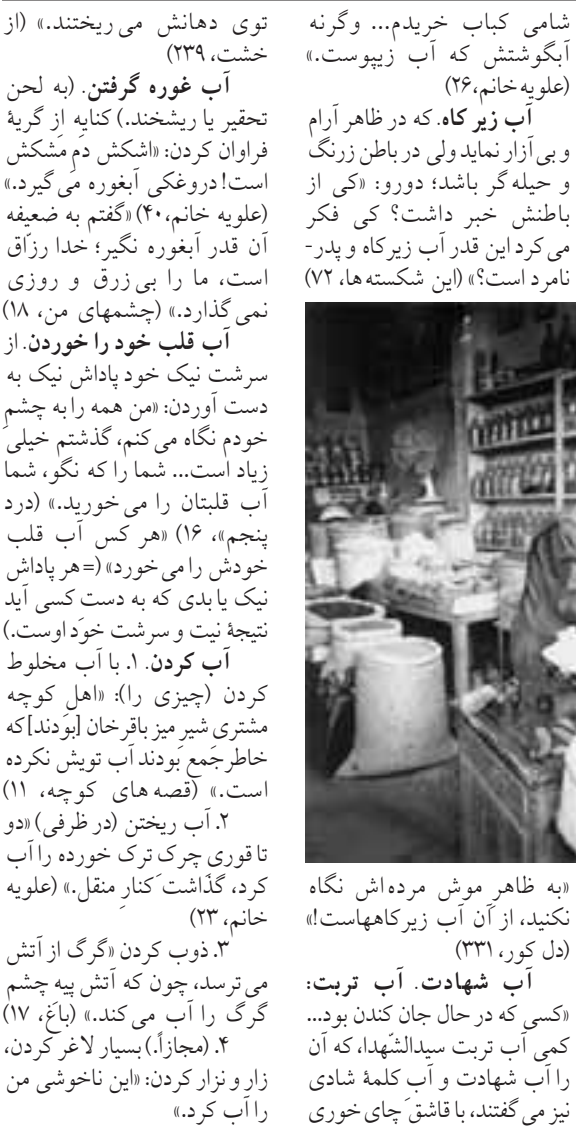 شامی کباب خریدم... وگرنه
آبگوشتش که آب زیپوست.»
(علویه خانم،۲۶)
آب زیر کاه. که در ظاهر آرام
و بی‌آزار نماید ولی در باطن زرنگ
و حیله‌گر باشد؛ دورو: «کی از
باطنش خبر داشت؟ کی فکر
می‌کرد این قدر آب زیرکاه و پدر-
نامرد است؟» (این شکسته‌ها، ۷۲)
«به ظاهرِ موش مرده‌اش نگاه
نکنید، از آن آب زیرکاههاست!»
(دل کور، ۳۳۱)
آب شهادت. آب تربت:
«کسی که در حال جان کندن بود...
کمی آب تربت سیدالشّهدا، که آن
را آب شهادت و آب کلمهٔ شادی
نیز می‌گفتند، با قاشقَ چای‌خوری
توی دهانش می‌ریختند.» (از
خشت، ۲۳۹)
آب غوره گرفتن. (به لحن
تحقیر یا ریشخند.) کنایه از گریهٔ
فراوان کردن: «اشکش دمِ مَشکش
است! دروغکی آبغوره می‌گیرد.»
(علویه خانم،۴۰) «گفتم به ضعیفه
آن قدر آبغوره نگیر؛ خدا رزّاق
است، ما را بی‌زرق و روزی
نمی‌گذارد.» (چشمهای من، ۱۸)
آب قلب خود را خوردن. از
سرشت نیک خود پاداش نیک به
دست آوردن: «من همه را به چشمِ
خودم نگاه می‌کنم، گذشتم خیلی
زیاد است... شما را که نگو، شما
آب قلبتان را می‌خورید.» (درد
پنجم»، ۱۶) «هر کس آب قلب
خودش را می‌خورد» (= هر پاداش
نیک یا بدی که به دست کسی آید
نتیجهٔ نیت و سرشت خوَد اوست.)
آب کردن. ۱. با آب مخلوط
کردن (چیزی را): «اهلِ کوچه
مشتری شیرِ میز باقرخان [بوَدند] که
خاطرجَمع بَودند آب تویش نکرده
است.» (قصه‌های کوچه، ۱۱)
۲. آب ریختن (در ظرفی) «دو
تا قوریِ چرک ترک خورده را آب
کرد، گذاشت َکنارِ منقل.» (علویه
خانم، ۲۳)
۳. ذوب کردن «گرگ از آتش
می‌ترسد، چون که آتش پیهِ چشمِ
گرگ را آب می‌کند.» (باغَ، ۱۷)
۴. (مجازاً.) بسیار لاغر کردن،
زار و نزار کردن: «این ناخوشی من
را آب کرد.»